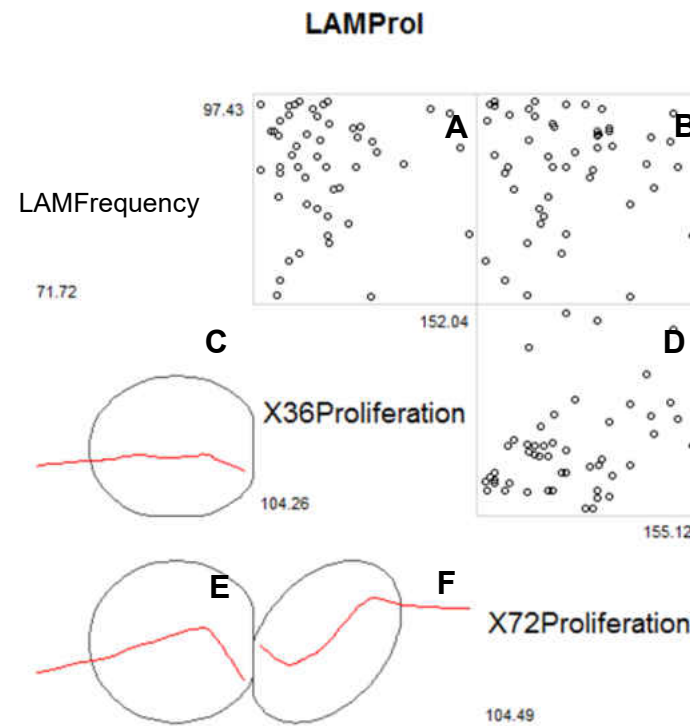 LAMProl
97.43
A
B
LAMFrequency
71.72
152.04
C
D
X36Proliferation
104.26
155.12
E
F
X72Proliferation
104.49